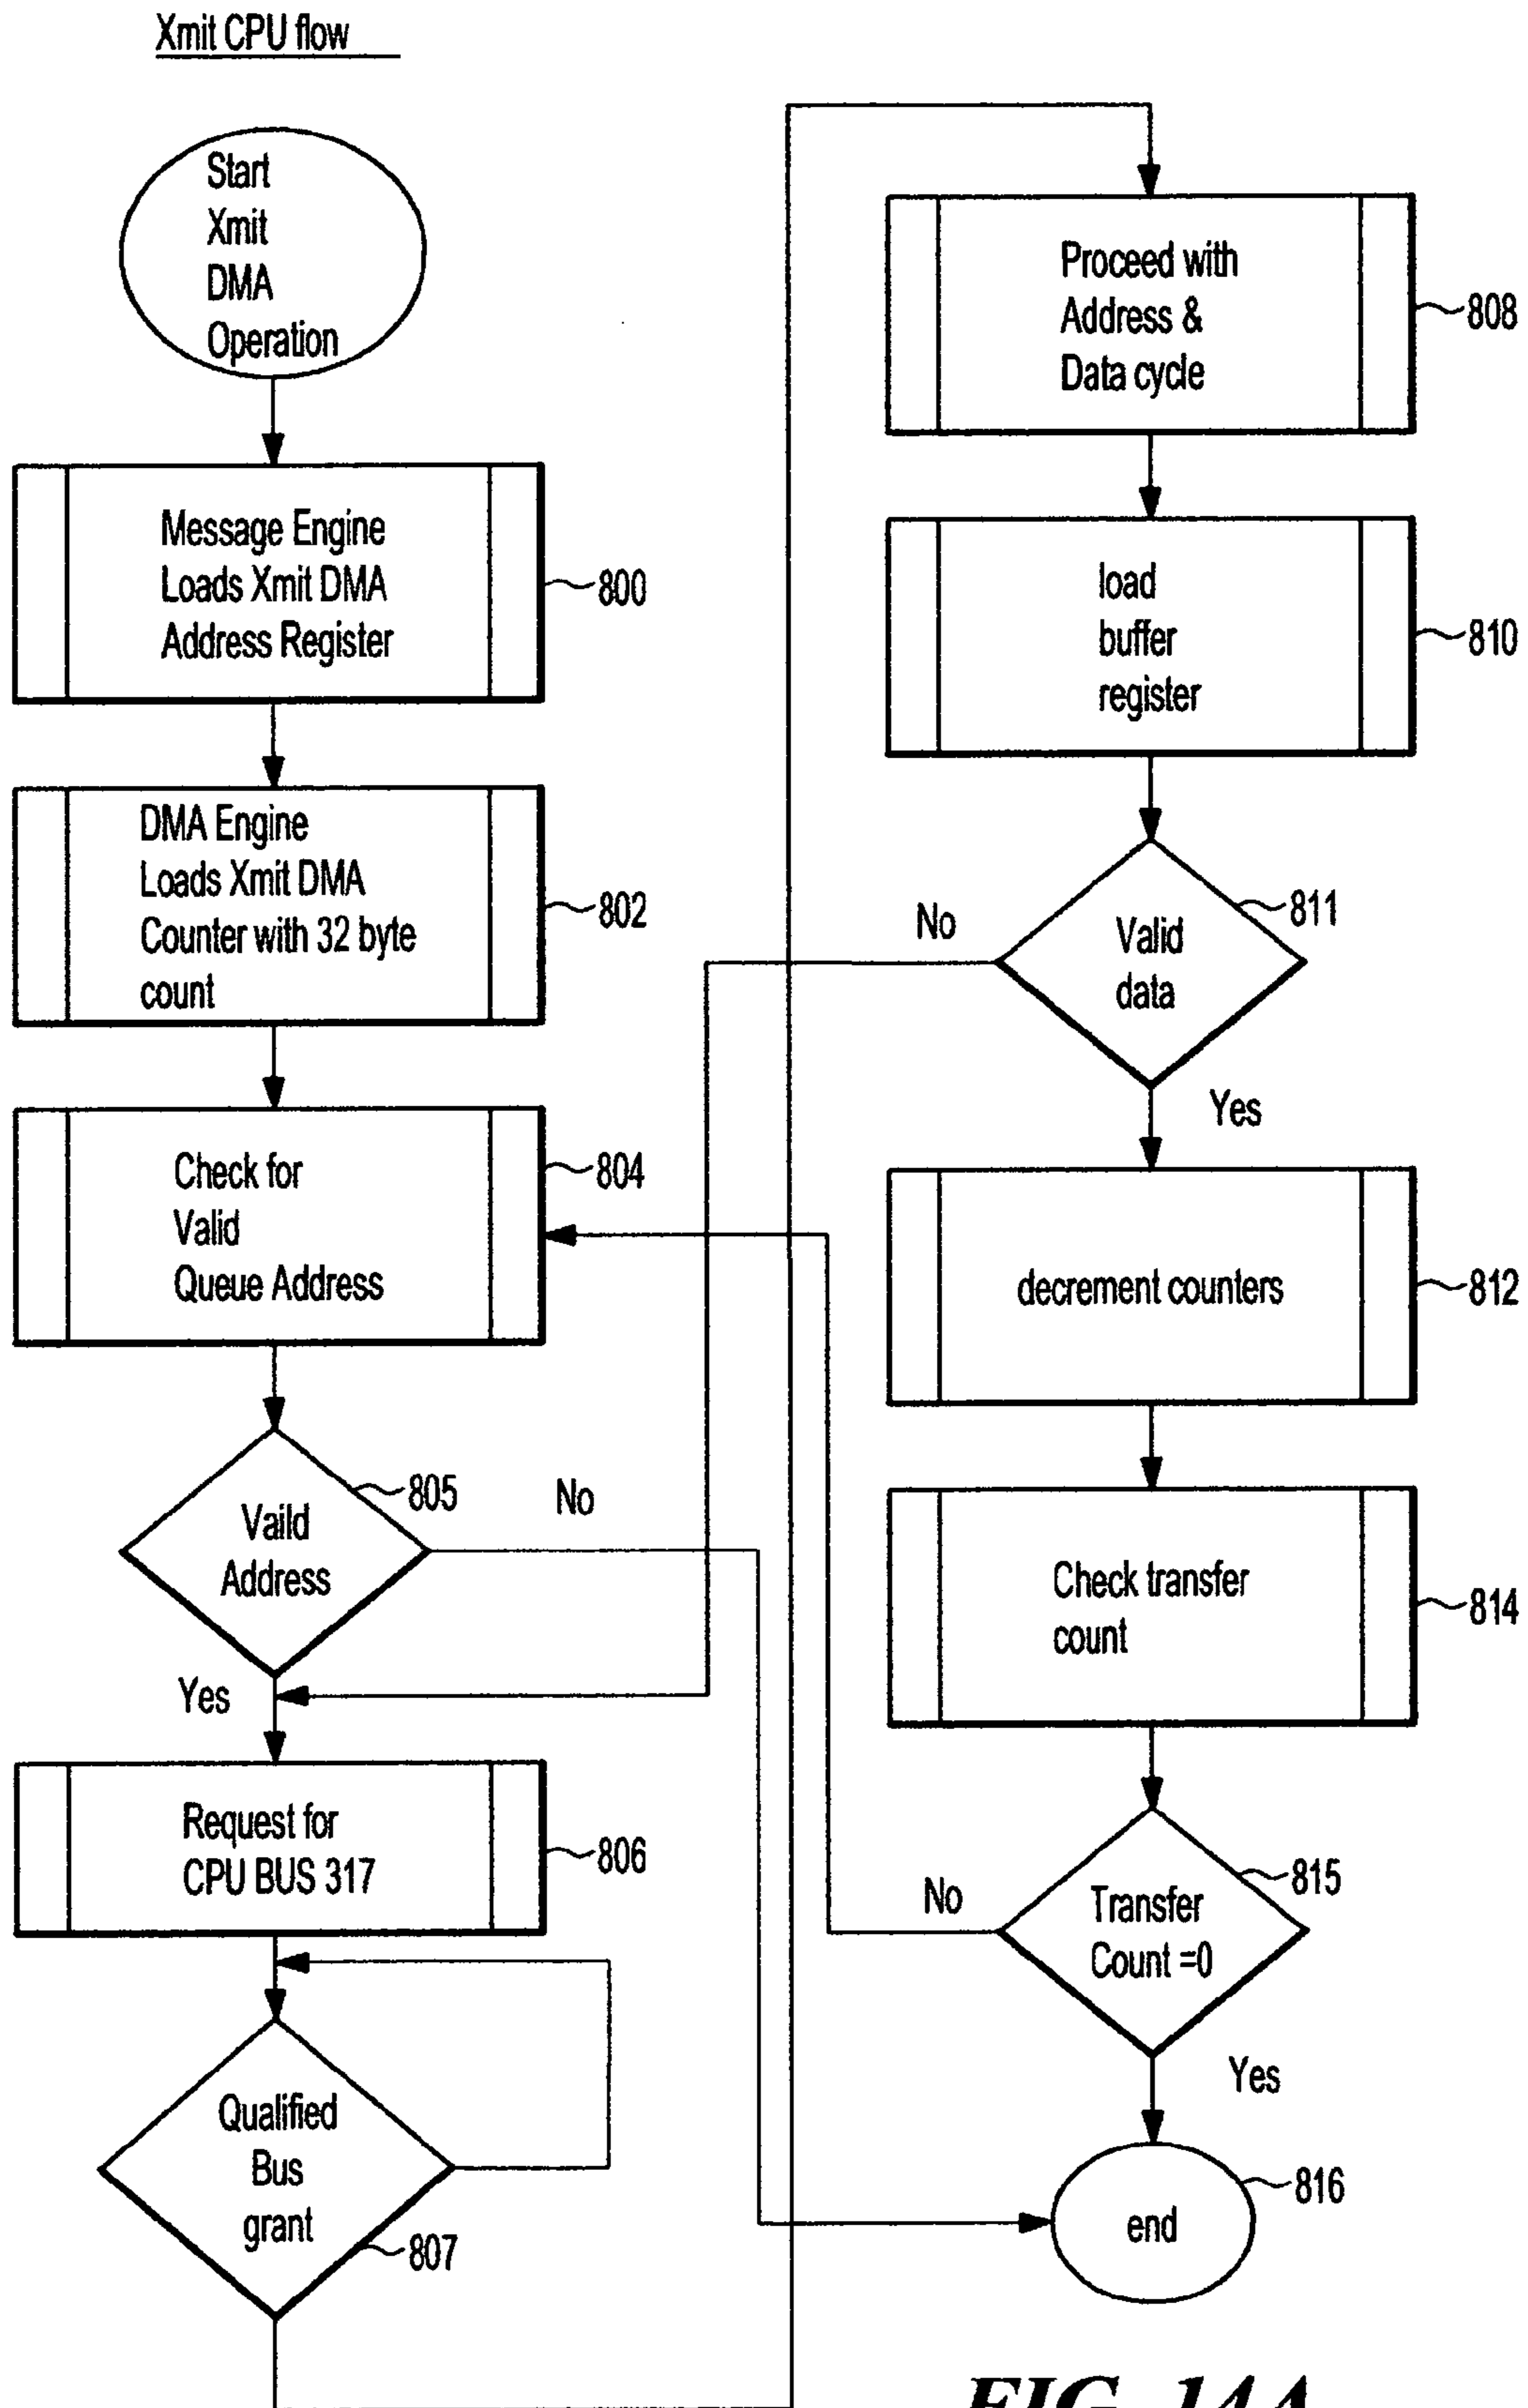 Xmit CPU flow
Start
Xmit
DMA
Operation
Message Engine
Loads Xmit DMA
Address Register
800
DMA Engine
Loads Xmit DMA
Counter with 32 byte
count
802
Check for
Valid
Queue Address
804
Vaild
Address
805
No
Yes
Request for
CPU BUS 317
806
Qualified
Bus
grant
807
Proceed with
Address &
Data cycle
808
load
buffer
register
810
Valid
data
811
No
Yes
decrement counters
812
Check transfer
count
814
Transfer
Count =0
815
No
Yes
end
816
FIG. 14A